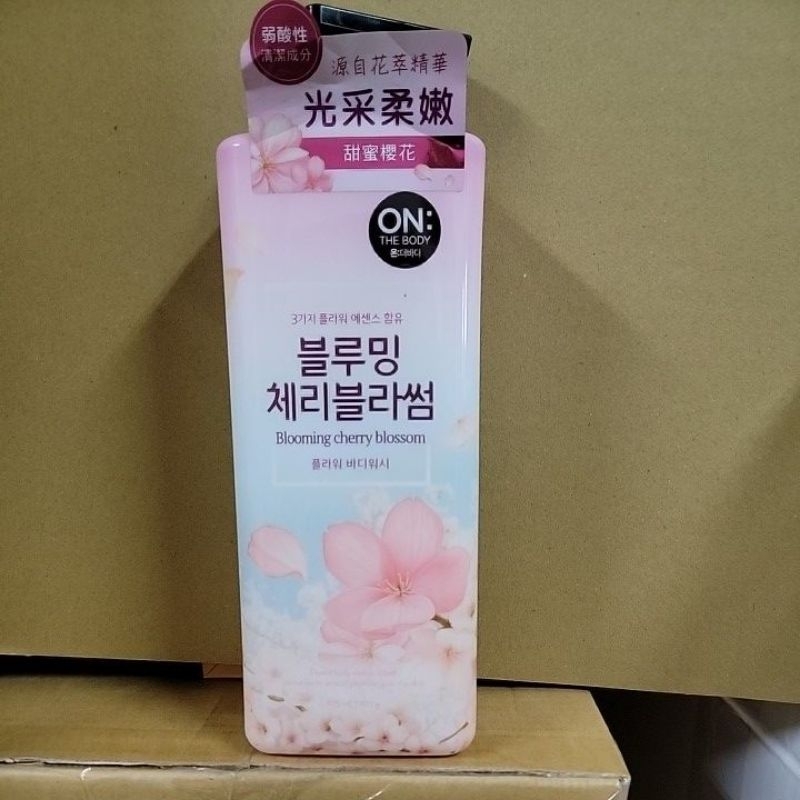 弱酸性
清潔成分
源自花萃精華
光采柔嫩
甜蜜櫻花
ON:
THE BODY
온:더바디
3가지 플라워 에센스 함유
블루밍
체리블라썸
Blooming cherry blossom
플라워 바디워시